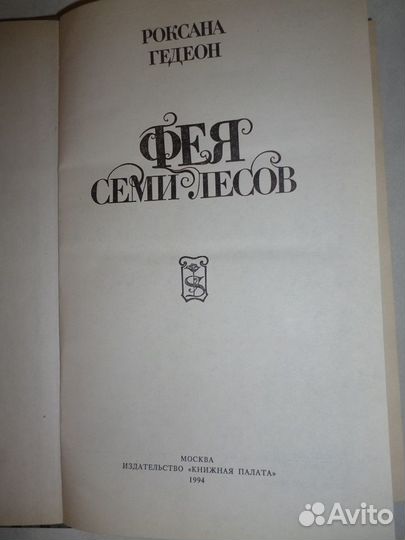 РОКСАНА
ГЕДЕОН
ФЕЯ
СЕМИ ЛЕСОВ
S
МОСКВА
ИЗДАТЕЛЬСТВО «КНИЖНАЯ ПАЛАТА»
1994
Avito